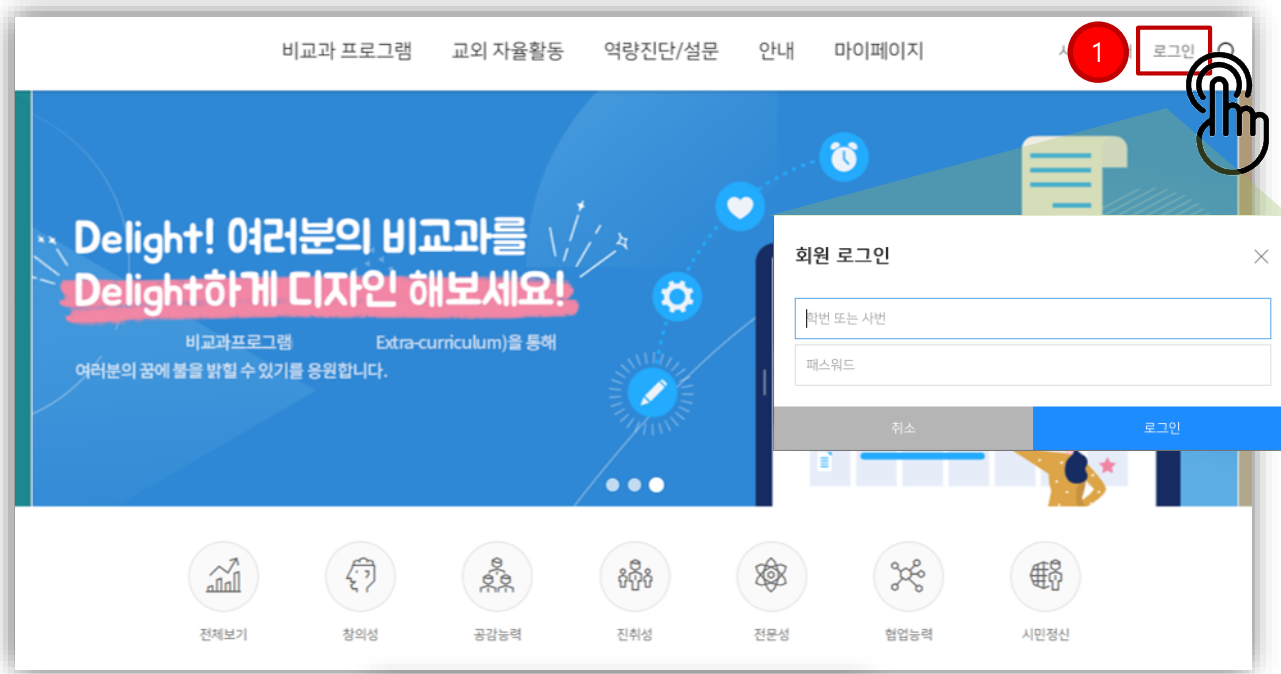 비교과 프로그램 교외 자율활동 역량진단/설문 안내 마이페이지 1 로그인
Delight! 여러분의 비교과를
Delight하게 디자인 해보세요!
비교과프로그램 Extra-curriculum)을 통해
여러분의 꿈에 불을 밝힐 수 있기를 응원합니다.
회원 로그인
학번 또는 사번
패스워드
취소 로그인
전체보기 창의성 공감능력 진취성 전문성 협업능력 시민정신